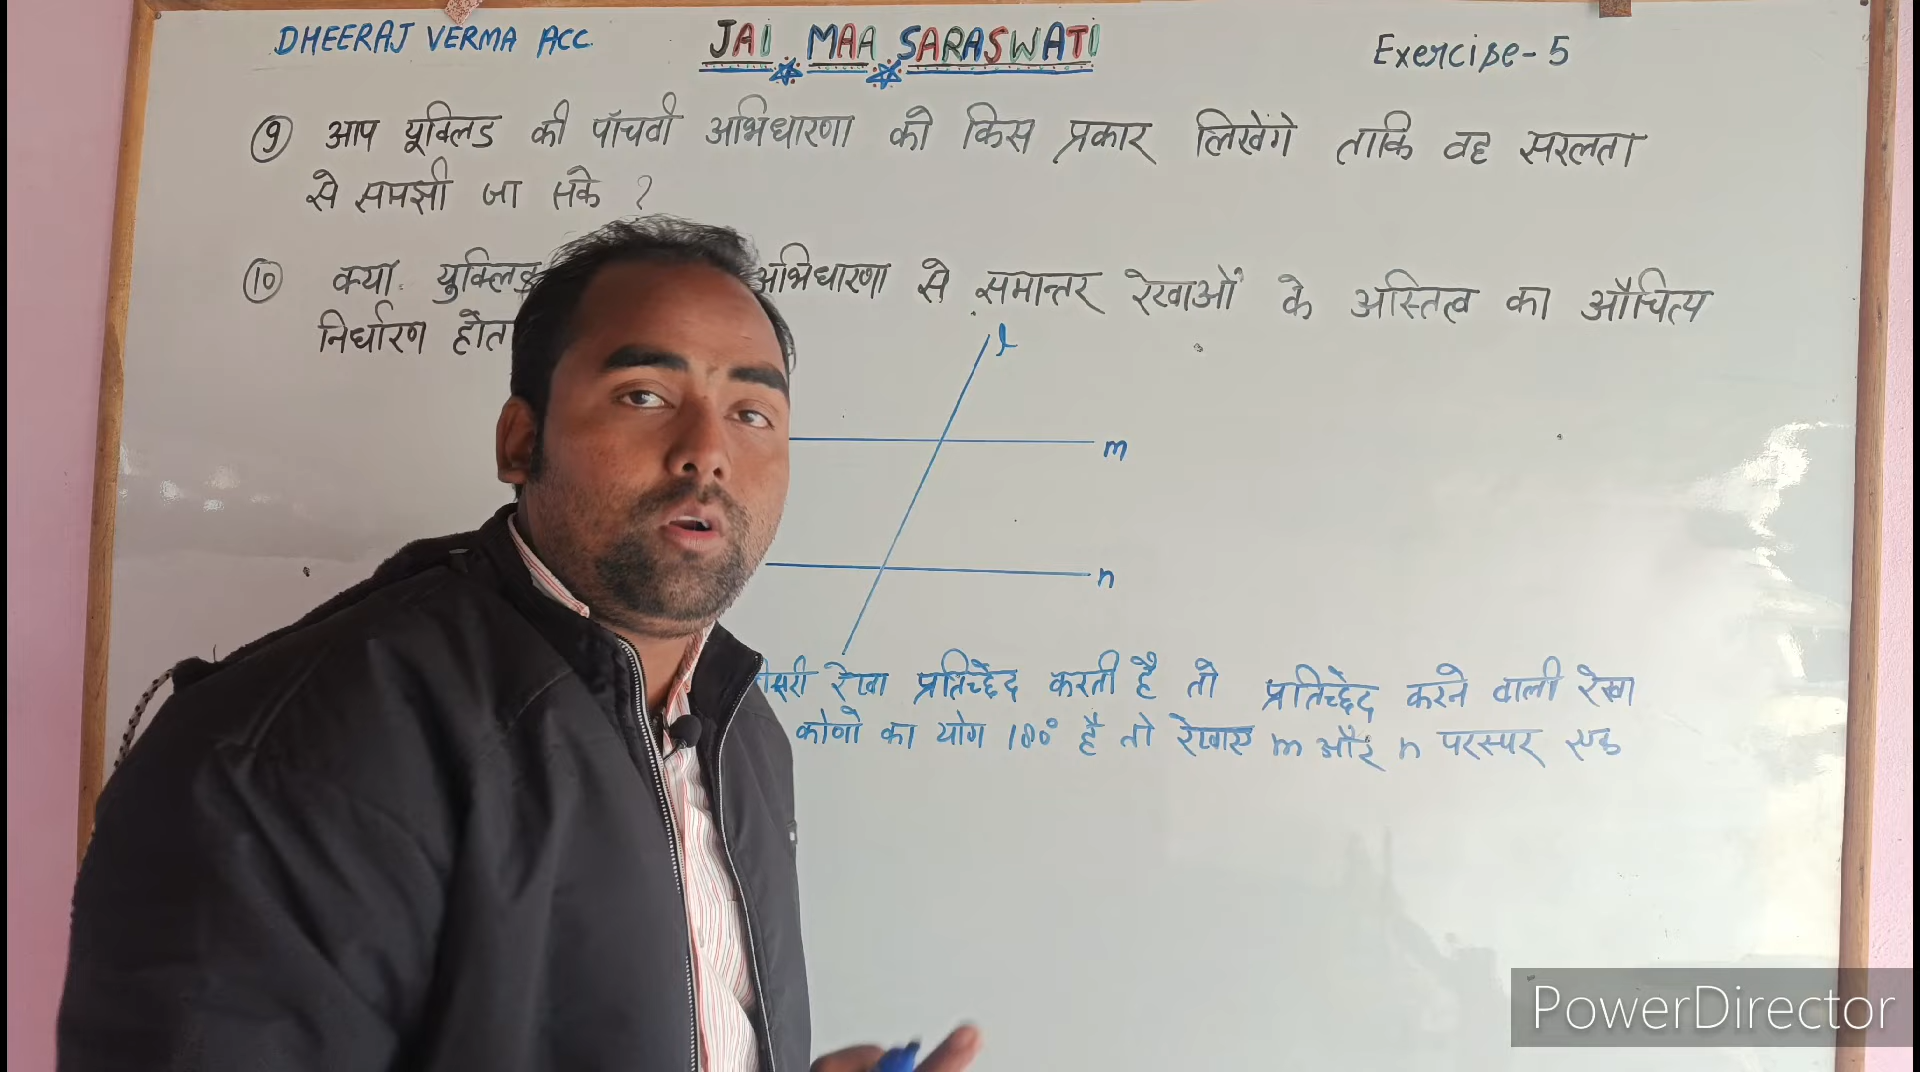 DHEERAJ VERMA ACC. JAI MAA SARASWATI Exercise-5
(9) आप यूक्लिड की पाँचवी अभिधारणा को किस प्रकार लिखेंगे ताकि वह सरलता
से समझी जा सके ?
(10) क्या युक्लिड अभिधारणा से समान्तर रेखाओं के अस्तित्व का औचित्य
निर्धारण होत
l
m
n
रेखा प्रतिच्छेद करती है तो प्रतिच्छेद करने वाली रेखा
कोणो का योग 180° है तो रेखाए m और n परस्पर एक
PowerDirector